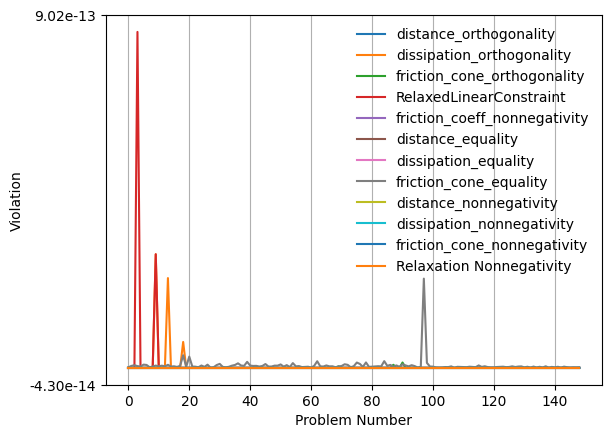 9.02e-13
distance_orthogonality
dissipation_orthogonality
friction_cone_orthogonality
RelaxedLinearConstraint
friction_coeff_nonnegativity
distance_equality
dissipation_equality
friction_cone_equality
distance_nonnegativity
dissipation_nonnegativity
friction_cone_nonnegativity
Relaxation Nonnegativity
Violation
-4.30e-14
0 20 40 60 80 100 120 140
Problem Number